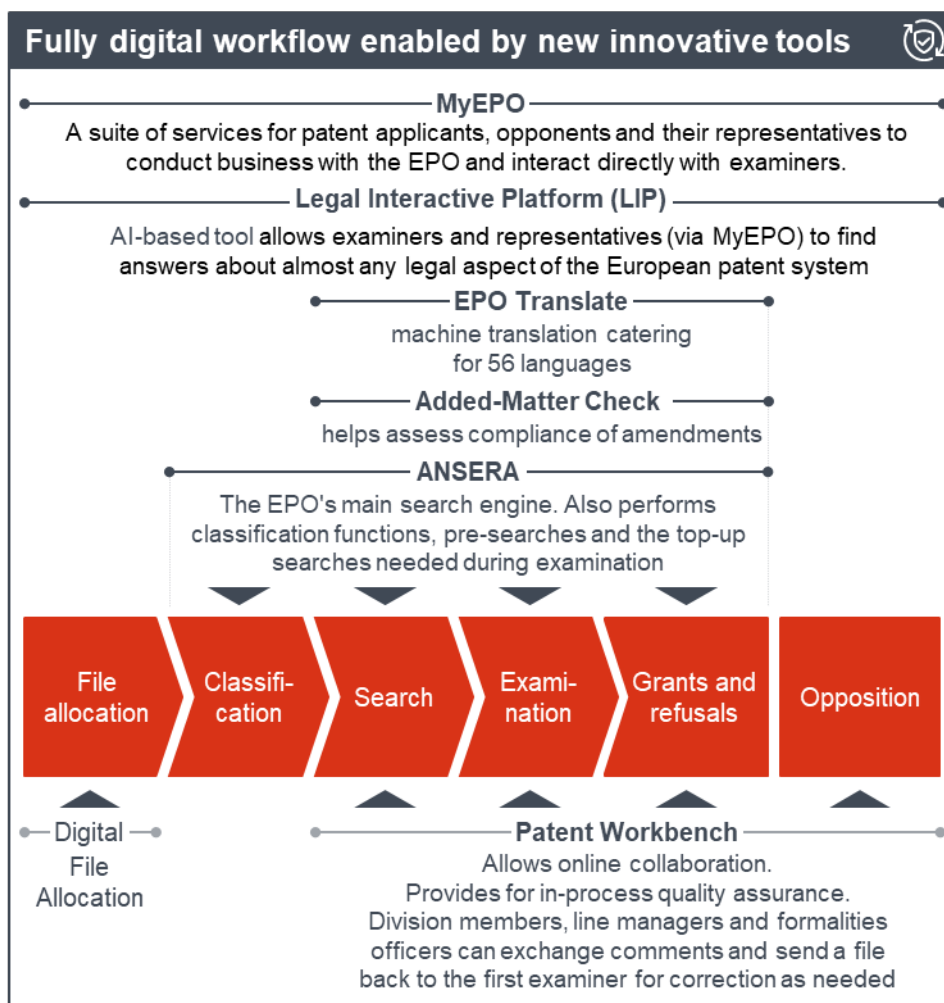 Fully digital workflow enabled by new innovative tools
MyEPO
A suite of services for patent applicants, opponents and their representatives to
conduct business with the EPO and interact directly with examiners.
Legal Interactive Platform (LIP)
AI-based tool allows examiners and representatives (via MyEPO) to find
answers about almost any legal aspect of the European patent system
EPO Translate
machine translation catering
for 56 languages
Added-Matter Check
helps assess compliance of amendments
ANSERA
The EPO's main search engine. Also performs
classification functions, pre-searches and the top-up
searches needed during examination
File
allocation
Classifi-
cation
Search
Exami-
nation
Grants and
refusals
Opposition
Digital
File
Allocation
Patent Workbench
Allows online collaboration.
Provides for in-process quality assurance.
Division members, line managers and formalities
officers can exchange comments and send a file
back to the first examiner for correction as needed